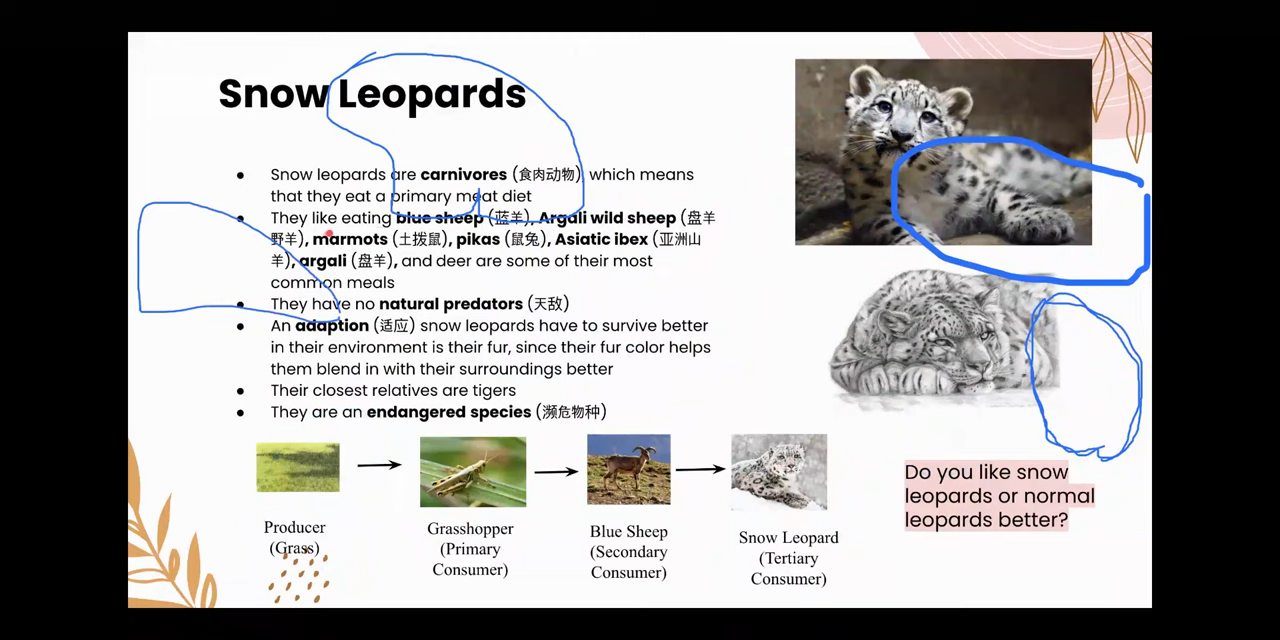 Snow Leopards
● Snow leopards are carnivores (食肉动物), which means
that they eat a primary meat diet
● They like eating blue sheep (蓝羊), Argali wild sheep (盘羊
野羊), marmots (土拨鼠), pikas (鼠兔), Asiatic ibex (亚洲山
羊), argali (盘羊), and deer are some of their most
common meals
● They have no natural predators (天敌)
● An adaption (适应) snow leopards have to survive better
in their environment is their fur, since their fur color helps
them blend in with their surroundings better
● Their closest relatives are tigers
● They are an endangered species (濒危物种)
Producer
(Grass)
Grasshopper
(Primary
Consumer)
Blue Sheep
(Secondary
Consumer)
Snow Leopard
(Tertiary
Consumer)
Do you like snow
leopards or normal
leopards better?